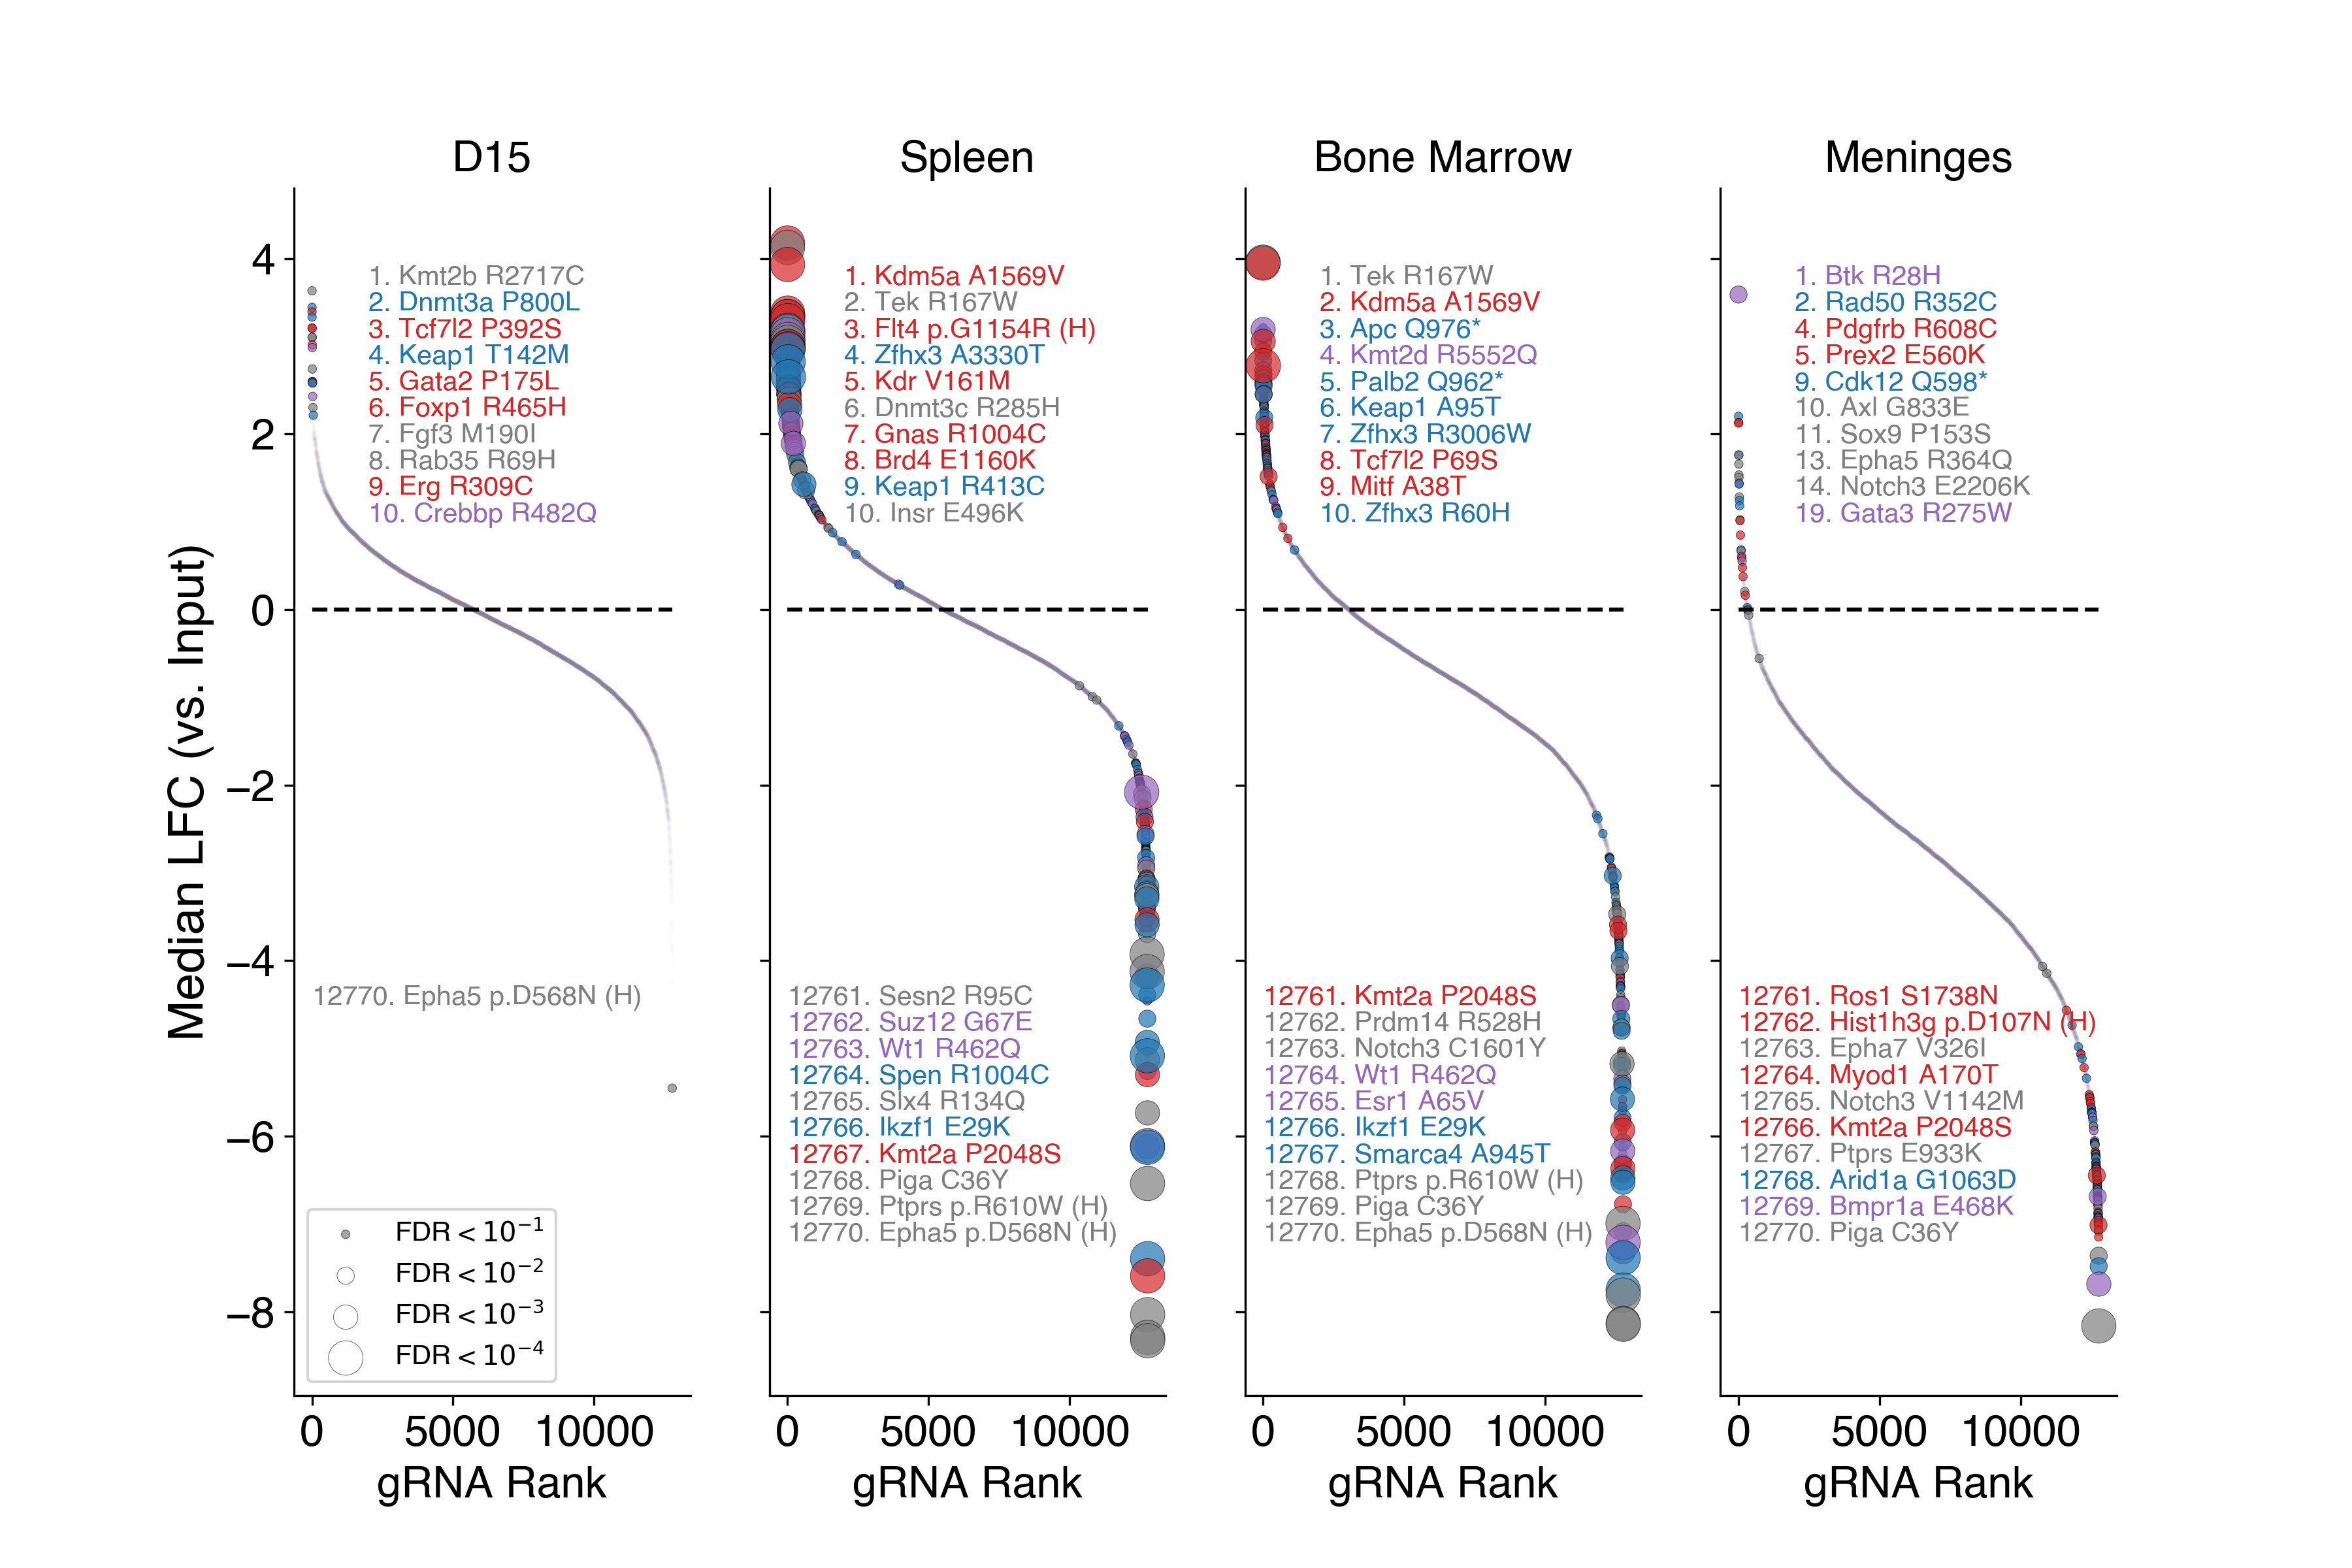 D15
Spleen
Bone Marrow
Meninges
Median LFC (vs. Input)
4
2
0
−2
−4
−6
−8
1. Kmt2b R2717C
2. Dnmt3a P800L
3. Tcf7l2 P392S
4. Keap1 T142M
5. Gata2 P175L
6. Foxp1 R465H
7. Fgf3 M190I
8. Rab35 R69H
9. Erg R309C
10. Crebbp R482Q
12770. Epha5 p.D568N (H)
FDR < 10⁻¹
FDR < 10⁻²
FDR < 10⁻³
FDR < 10⁻⁴
0 5000 10000
gRNA Rank
1. Kdm5a A1569V
2. Tek R167W
3. Flt4 p.G1154R (H)
4. Zfhx3 A3330T
5. Kdr V161M
6. Dnmt3c R285H
7. Gnas R1004C
8. Brd4 E1160K
9. Keap1 R413C
10. Insr E496K
12761. Sesn2 R95C
12762. Suz12 G67E
12763. Wt1 R462Q
12764. Spen R1004C
12765. Slx4 R134Q
12766. Ikzf1 E29K
12767. Kmt2a P2048S
12768. Piga C36Y
12769. Ptprs p.R610W (H)
12770. Epha5 p.D568N (H)
0 5000 10000
gRNA Rank
1. Tek R167W
2. Kdm5a A1569V
3. Apc Q976*
4. Kmt2d R5552Q
5. Palb2 Q962*
6. Keap1 A95T
7. Zfhx3 R3006W
8. Tcf7l2 P69S
9. Mitf A38T
10. Zfhx3 R60H
12761. Kmt2a P2048S
12762. Prdm14 R528H
12763. Notch3 C1601Y
12764. Wt1 R462Q
12765. Esr1 A65V
12766. Ikzf1 E29K
12767. Smarca4 A945T
12768. Ptprs p.R610W (H)
12769. Piga C36Y
12770. Epha5 p.D568N (H)
0 5000 10000
gRNA Rank
1. Btk R28H
2. Rad50 R352C
4. Pdgfrb R608C
5. Prex2 E560K
9. Cdk12 Q598*
10. Axl G833E
11. Sox9 P153S
13. Epha5 R364Q
14. Notch3 E2206K
19. Gata3 R275W
12761. Ros1 S1738N
12762. Hist1h3g p.D107N (H)
12763. Epha7 V326I
12764. Myod1 A170T
12765. Notch3 V1142M
12766. Kmt2a P2048S
12767. Ptprs E933K
12768. Arid1a G1063D
12769. Bmpr1a E468K
12770. Piga C36Y
0 5000 10000
gRNA Rank